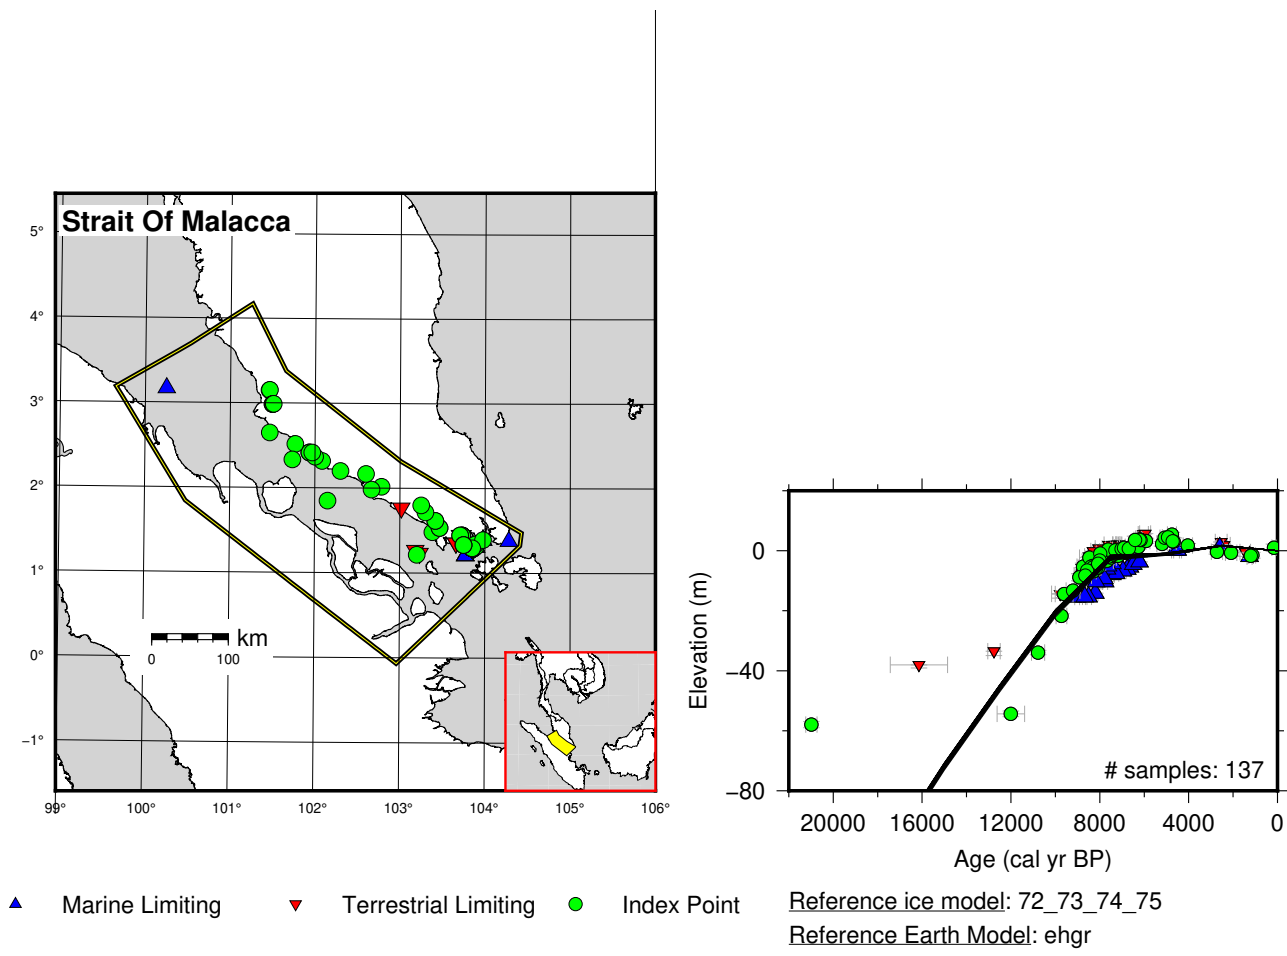 Strait Of Malacca
5°
4°
3°
2°
1°
0°
−1°
km
0 100
99° 100° 101° 102° 103° 104° 105° 106°
Elevation (m)
0
−40
−80
# samples: 137
20000 16000 12000 8000 4000 0
Age (cal yr BP)
Marine Limiting Terrestrial Limiting Index Point
Reference ice model: 72_73_74_75
Reference Earth Model: ehgr